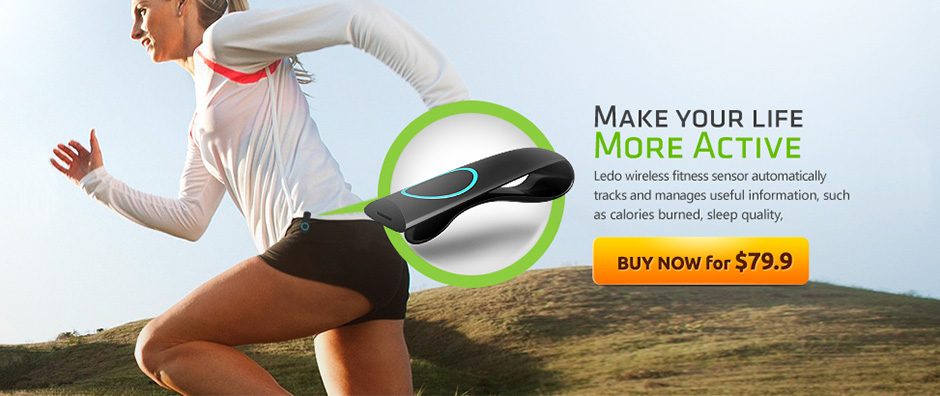 MAKE YOUR LIFE
MORE ACTIVE
Ledo wireless fitness sensor automatically
tracks and manages useful information, such
as calories burned, sleep quality,
BUY NOW for $79.9